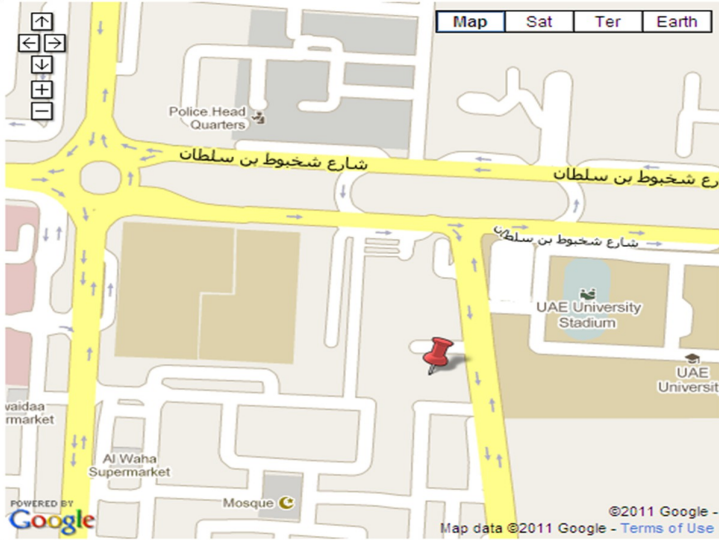 Map Sat Ter Earth
Police Head
Quarters
شارع شخبوط بن سلطان
رع شخبوط بن سلطان
شارع شخبوط بن سلطان
UAE University
Stadium
UAE
Universit
waidaa
rmarket
Al Waha
Supermarket
Mosque
POWERED BY
Google
©2011 Google -
Map data ©2011 Google - Terms of Use